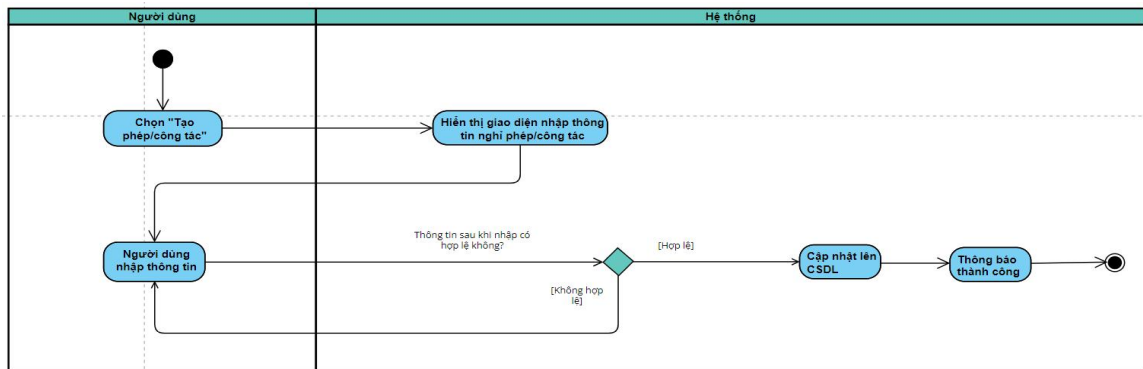 Người dùng
Hệ thống
Chọn "Tạo
phép/công tác"
Hiển thị giao diện nhập thông
tin nghỉ phép/công tác
Người dùng
nhập thông tin
Thông tin sau khi nhập có
hợp lệ không?
[Hợp lệ]
Cập nhật lên
CSDL
Thông báo
thành công
[Không hợp
lệ]